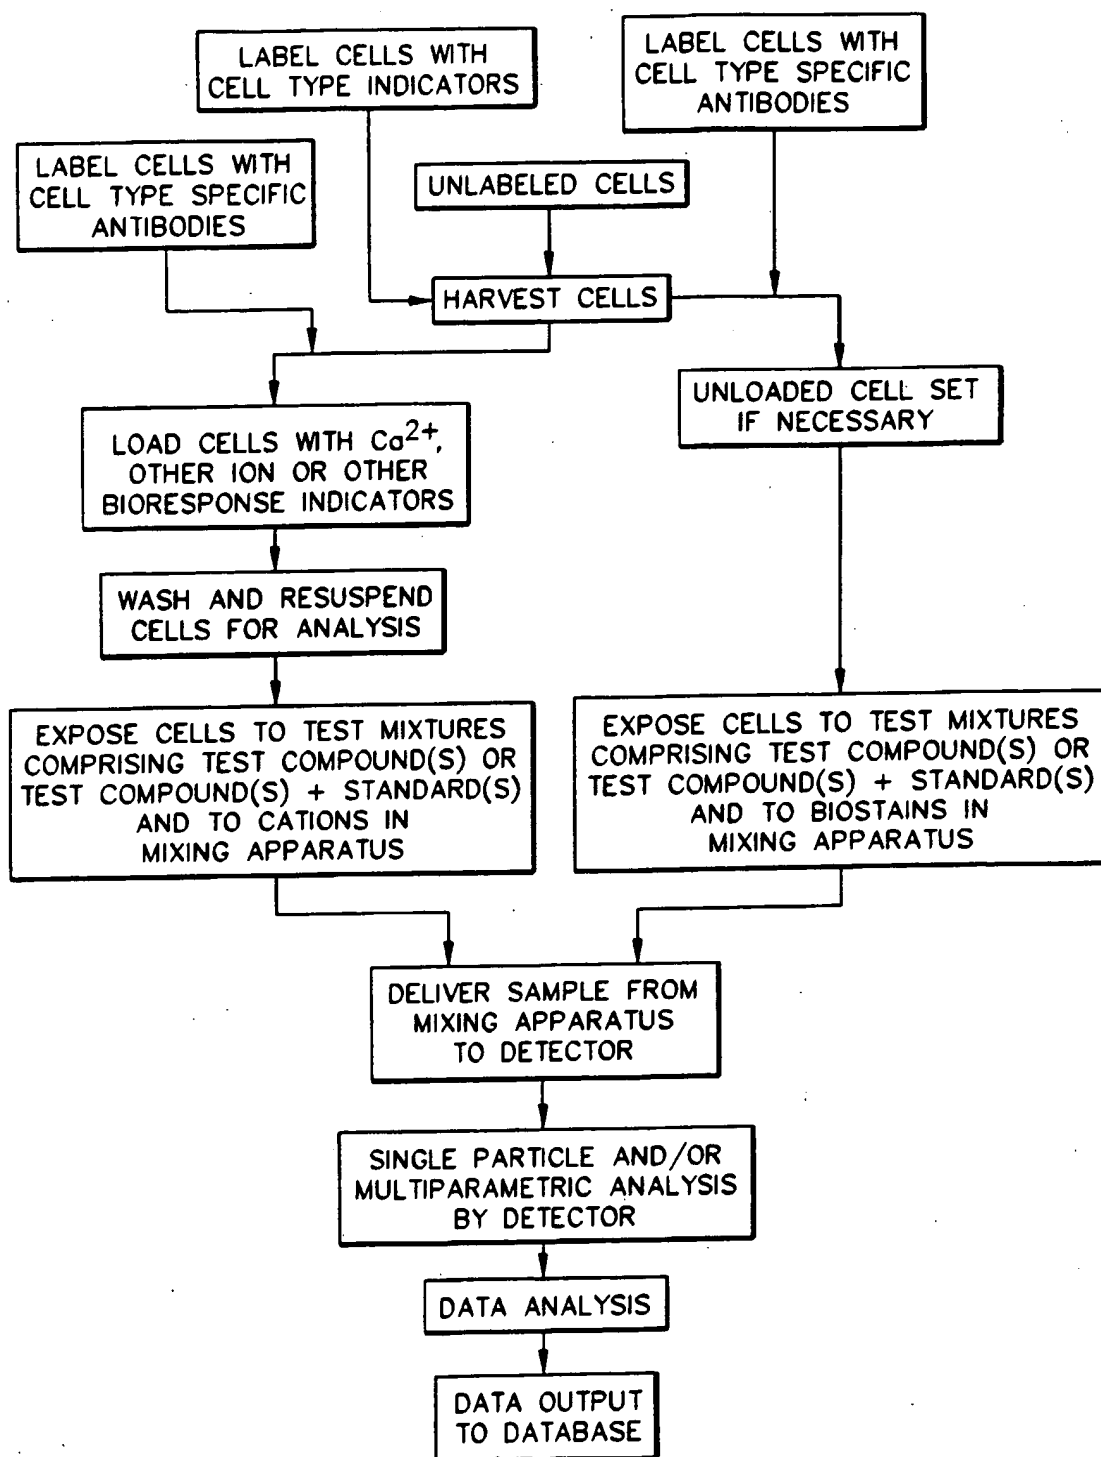 LABEL CELLS WITH
CELL TYPE INDICATORS
LABEL CELLS WITH
CELL TYPE SPECIFIC
ANTIBODIES
LABEL CELLS WITH
CELL TYPE SPECIFIC
ANTIBODIES
UNLABELED CELLS
HARVEST CELLS
UNLOADED CELL SET
IF NECESSARY
LOAD CELLS WITH Ca2+,
OTHER ION OR OTHER
BIORESPONSE INDICATORS
WASH AND RESUSPEND
CELLS FOR ANALYSIS
EXPOSE CELLS TO TEST MIXTURES
COMPRISING TEST COMPOUND(S) OR
TEST COMPOUND(S) + STANDARD(S)
AND TO CATIONS IN
MIXING APPARATUS
EXPOSE CELLS TO TEST MIXTURES
COMPRISING TEST COMPOUND(S) OR
TEST COMPOUND(S) + STANDARD(S)
AND TO BIOSTAINS IN
MIXING APPARATUS
DELIVER SAMPLE FROM
MIXING APPARATUS
TO DETECTOR
SINGLE PARTICLE AND/OR
MULTIPARAMETRIC ANALYSIS
BY DETECTOR
DATA ANALYSIS
DATA OUTPUT
TO DATABASE